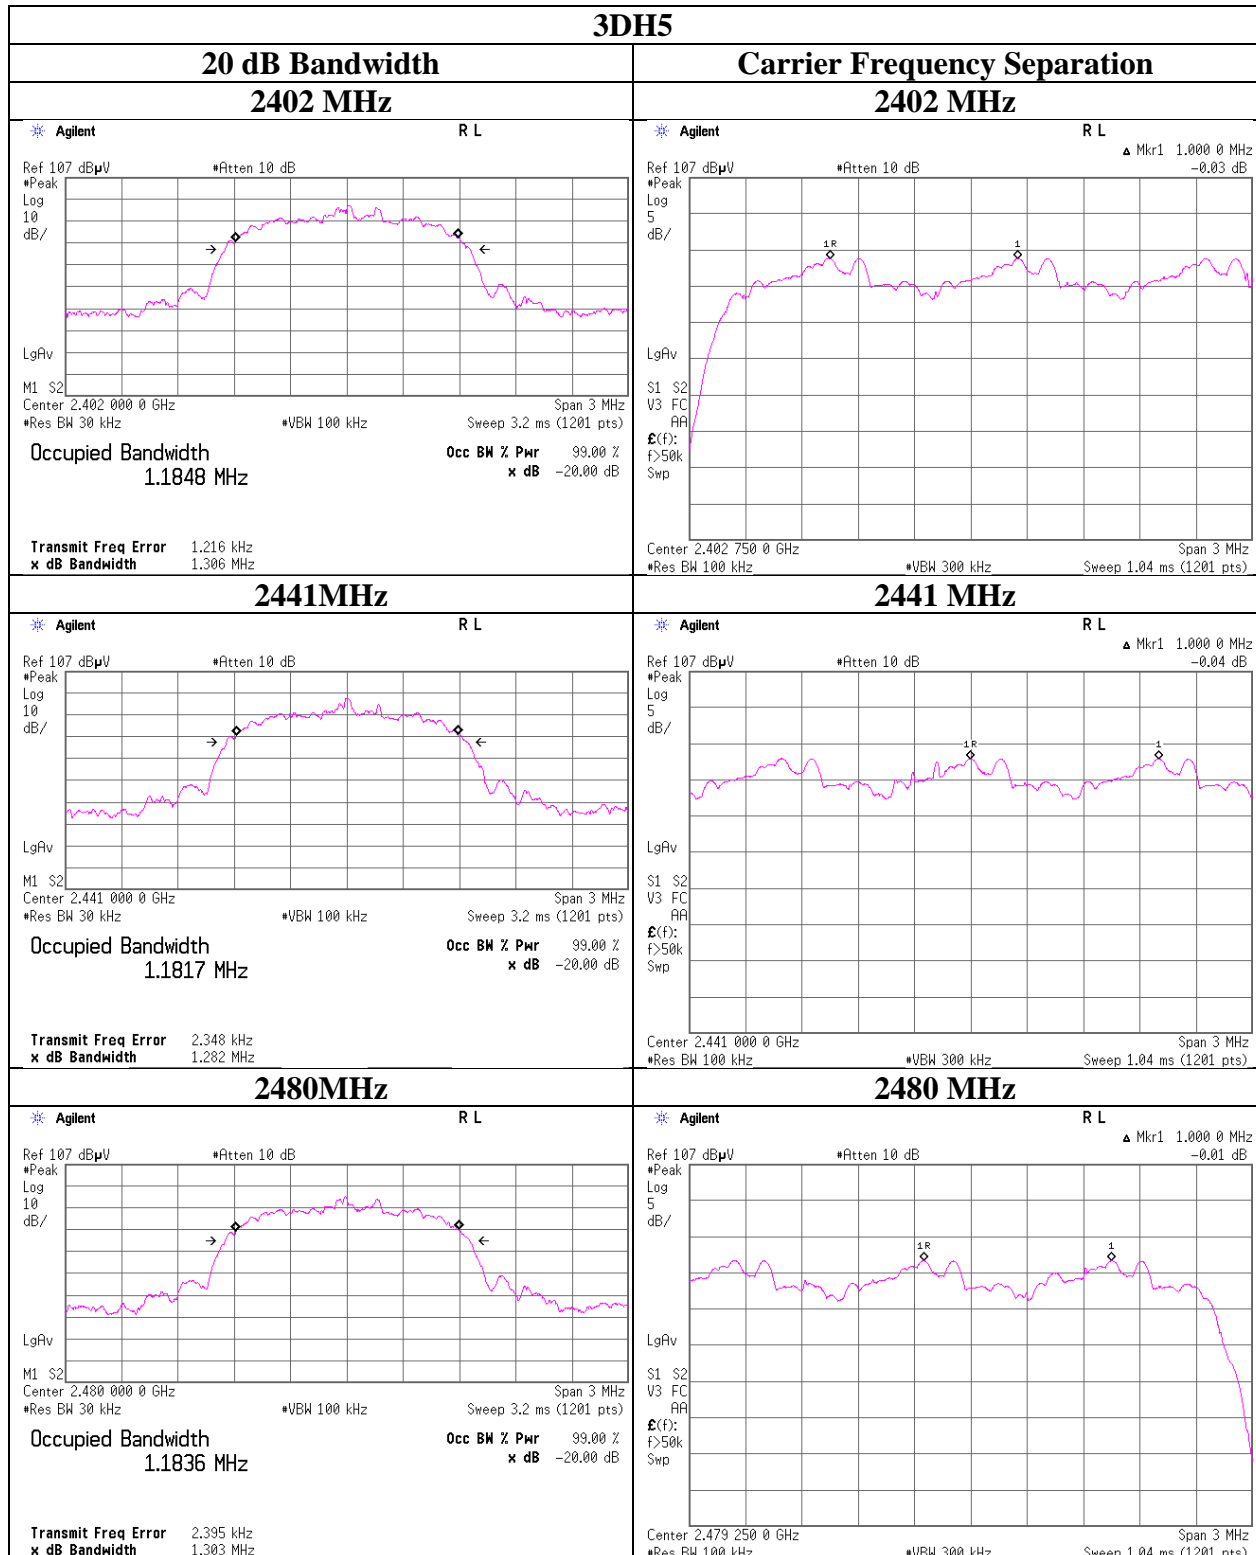 3DH5
20 dB Bandwidth
Carrier Frequency Separation
2402 MHz
2402 MHz
Agilent
R L
Ref 107 dBµV
#Atten 10 dB
#Peak
Log
10
dB/
LgAv
M1 S2
Center 2.402 000 0 GHz
Span 3 MHz
#Res BW 30 kHz
#VBW 100 kHz
Sweep 3.2 ms (1201 pts)
Occupied Bandwidth
1.1848 MHz
Occ BW % Pwr 99.00 %
x dB -20.00 dB
Transmit Freq Error 1.216 kHz
x dB Bandwidth 1.306 MHz
Agilent
R L
Δ Mkr1 1.000 0 MHz
Ref 107 dBµV
#Atten 10 dB
-0.03 dB
#Peak
Log
5
dB/
1R
1
LgAv
S1 S2
V3 FC
AA
£(f):
f>50k
Swp
Center 2.402 750 0 GHz
Span 3 MHz
#Res BW 100 kHz
#VBW 300 kHz
Sweep 1.04 ms (1201 pts)
2441MHz
2441 MHz
Agilent
R L
Ref 107 dBµV
#Atten 10 dB
#Peak
Log
10
dB/
LgAv
M1 S2
Center 2.441 000 0 GHz
Span 3 MHz
#Res BW 30 kHz
#VBW 100 kHz
Sweep 3.2 ms (1201 pts)
Occupied Bandwidth
1.1817 MHz
Occ BW % Pwr 99.00 %
x dB -20.00 dB
Transmit Freq Error 2.348 kHz
x dB Bandwidth 1.282 MHz
Agilent
R L
Δ Mkr1 1.000 0 MHz
Ref 107 dBµV
#Atten 10 dB
-0.04 dB
#Peak
Log
5
dB/
1R
1
LgAv
S1 S2
V3 FC
AA
£(f):
f>50k
Swp
Center 2.441 000 0 GHz
Span 3 MHz
#Res BW 100 kHz
#VBW 300 kHz
Sweep 1.04 ms (1201 pts)
2480MHz
2480 MHz
Agilent
R L
Ref 107 dBµV
#Atten 10 dB
#Peak
Log
10
dB/
LgAv
M1 S2
Center 2.480 000 0 GHz
Span 3 MHz
#Res BW 30 kHz
#VBW 100 kHz
Sweep 3.2 ms (1201 pts)
Occupied Bandwidth
1.1836 MHz
Occ BW % Pwr 99.00 %
x dB -20.00 dB
Transmit Freq Error 2.395 kHz
x dB Bandwidth 1.303 MHz
Agilent
R L
Δ Mkr1 1.000 0 MHz
Ref 107 dBµV
#Atten 10 dB
-0.01 dB
#Peak
Log
5
dB/
1R
1
LgAv
S1 S2
V3 FC
AA
£(f):
f>50k
Swp
Center 2.479 250 0 GHz
Span 3 MHz
#Res BW 100 kHz
#VBW 300 kHz
Sweep 1.04 ms (1201 pts)